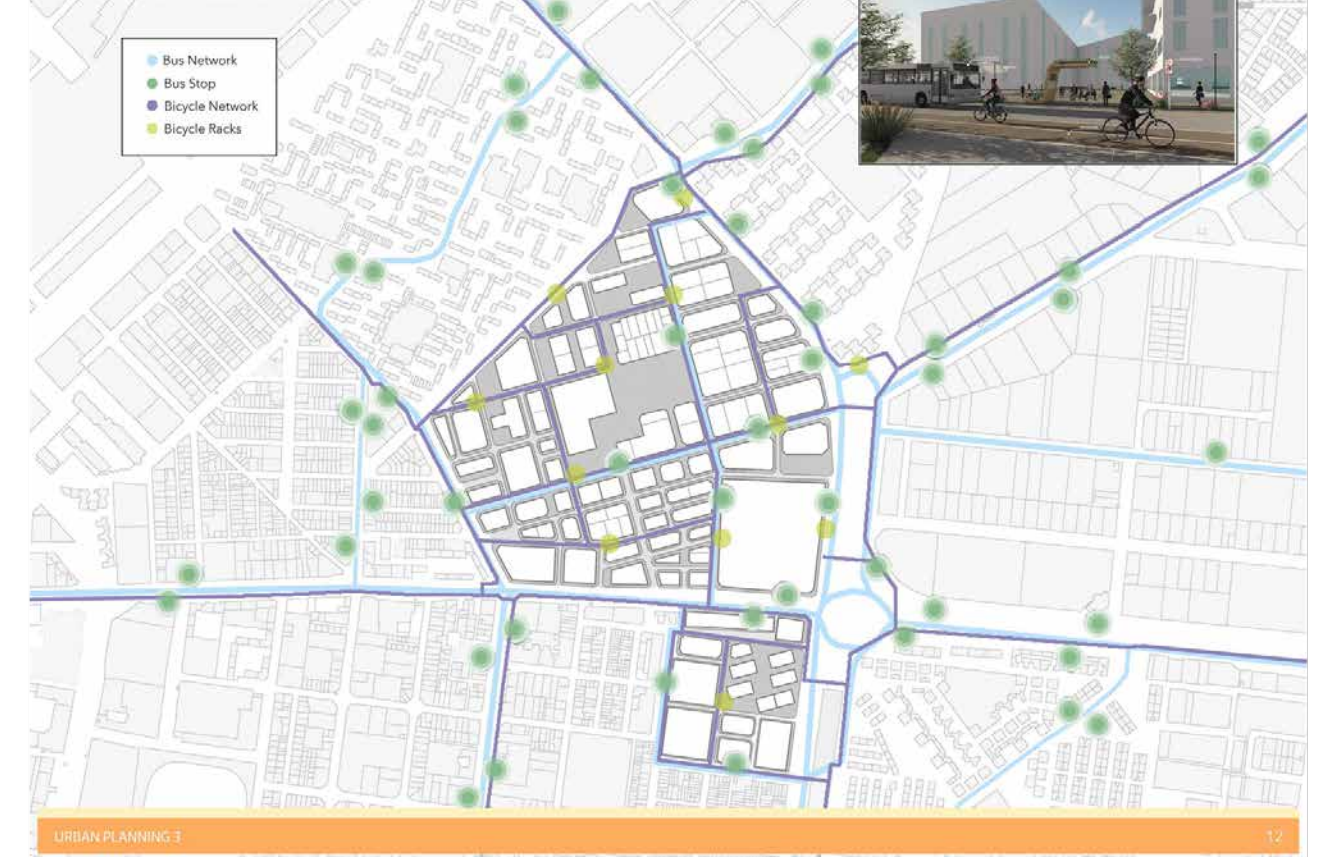 Bus Network
Bus Stop
Bicycle Network
Bicycle Racks
URBAN PLANNING 3
12